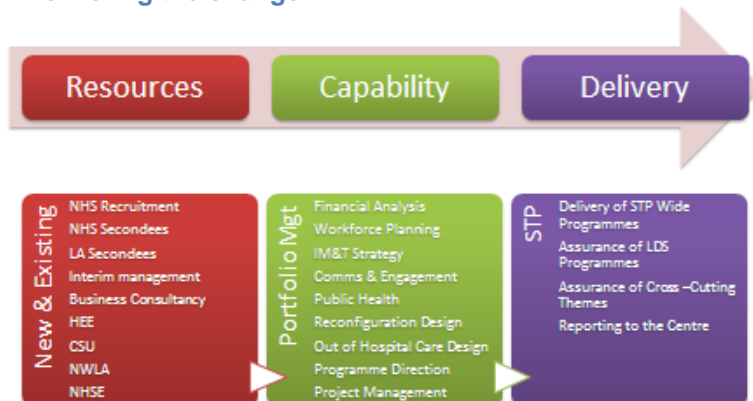 Resources
Capability
Delivery
New & Existing
NHS Recruitment
NHS Secondees
LA Secondees
Interim management
Business Consultancy
HEE
CSU
NWLA
NHSE
Portfolio Mgt
Financial Analysis
Workforce Planning
IM&T Strategy
Comms & Engagement
Public Health
Reconfiguration Design
Out of Hospital Care Design
Programme Direction
Project Management
STP
Delivery of STP Wide
Programmes
Assurance of LDS
Programmes
Assurance of Cross –Cutting
Themes
Reporting to the Centre